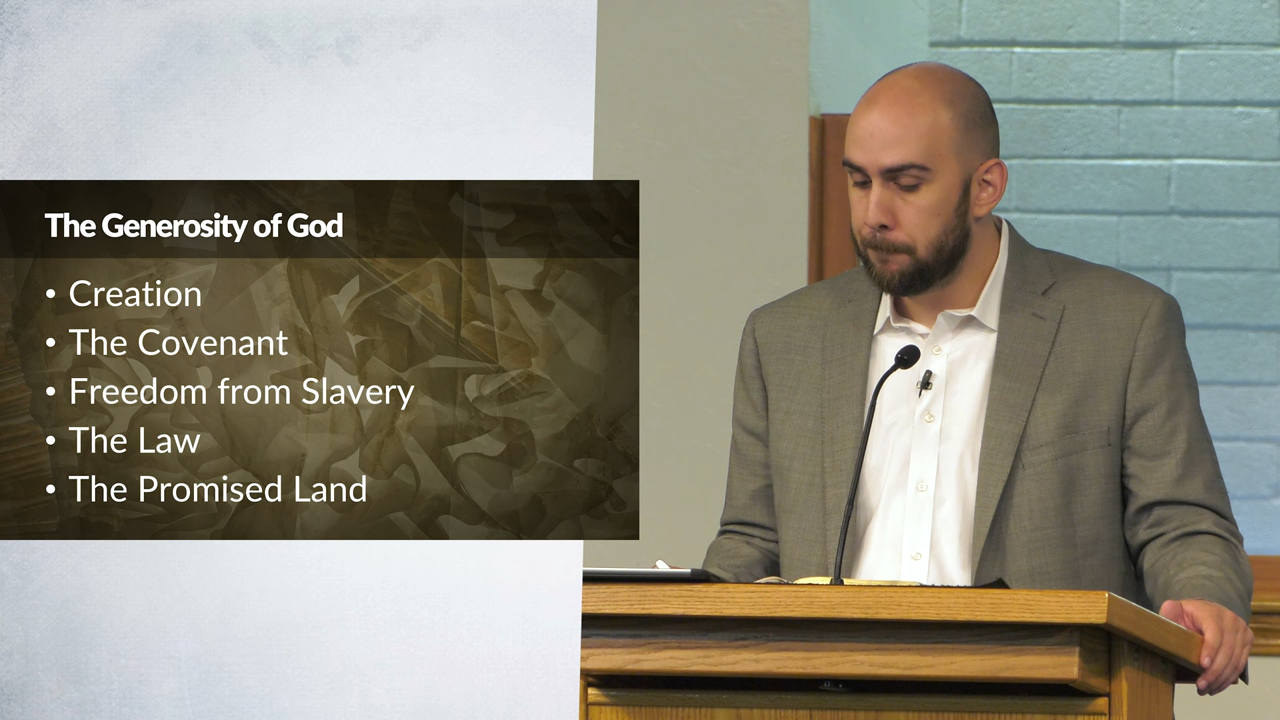 The Generosity of God
• Creation
• The Covenant
• Freedom from Slavery
• The Law
• The Promised Land